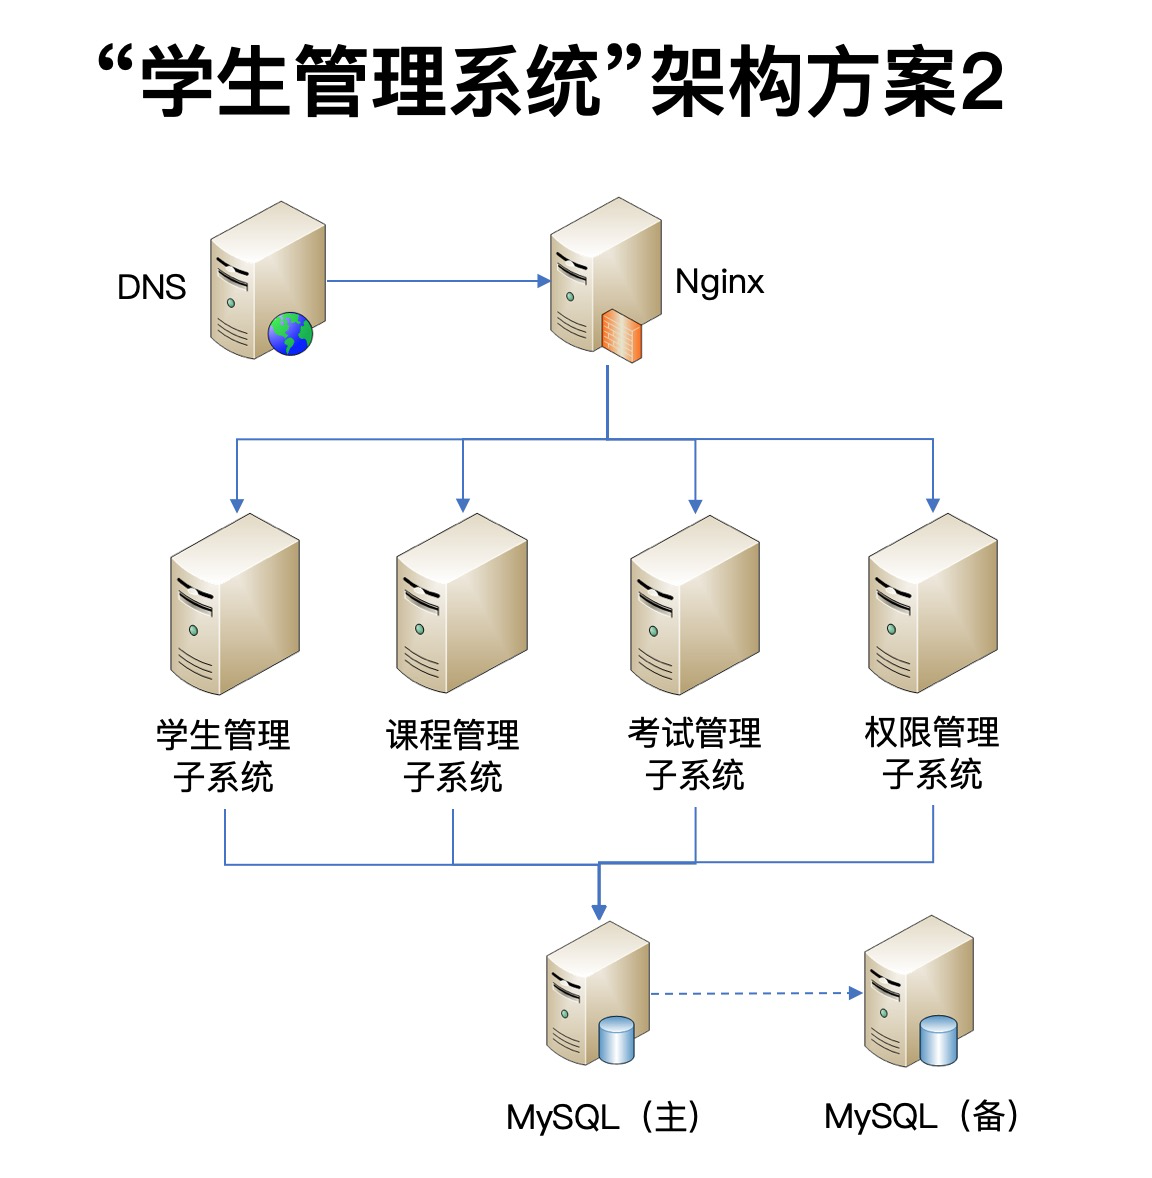 “学生管理系统”架构方案2
DNS
Nginx
学生管理
子系统
课程管理
子系统
考试管理
子系统
权限管理
子系统
MySQL（主）
MySQL（备）